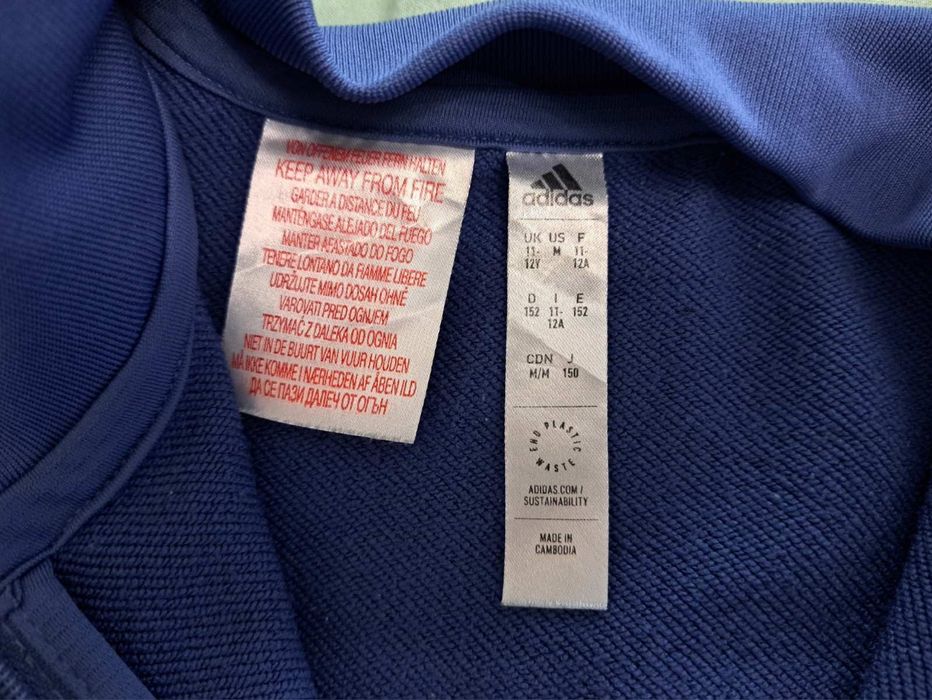 VON OFFENEM FEUER FERN HALTEN
KEEP AWAY FROM FIRE
GARDER A DISTANCE DU FEU
MANTENGASE ALEJADO DEL FUEGO
MANTER AFASTADO DO FOGO
TENERE LONTANO DA FIAMME LIBERE
UDRŽUJTE MIMO DOSAH OHNĚ
VAROVATI PRED OGNJEM
TRZYMAĆ Z DALEKA OD OGNIA
NIET IN DE BUURT VAN VUUR HOUDEN
MÅ IKKE KOMME I NÆRHEDEN AF ÅBEN ILD
ДА СЕ ПАЗИ ДАЛЕЧ ОТ ОГЪН
adidas
UK US F
11- M 11-
12Y 12A
D I E
152 11- 152
12A
CDN J
M/M 150
END PLASTIC WASTE
ADIDAS.COM/
SUSTAINABILITY
MADE IN
CAMBODIA